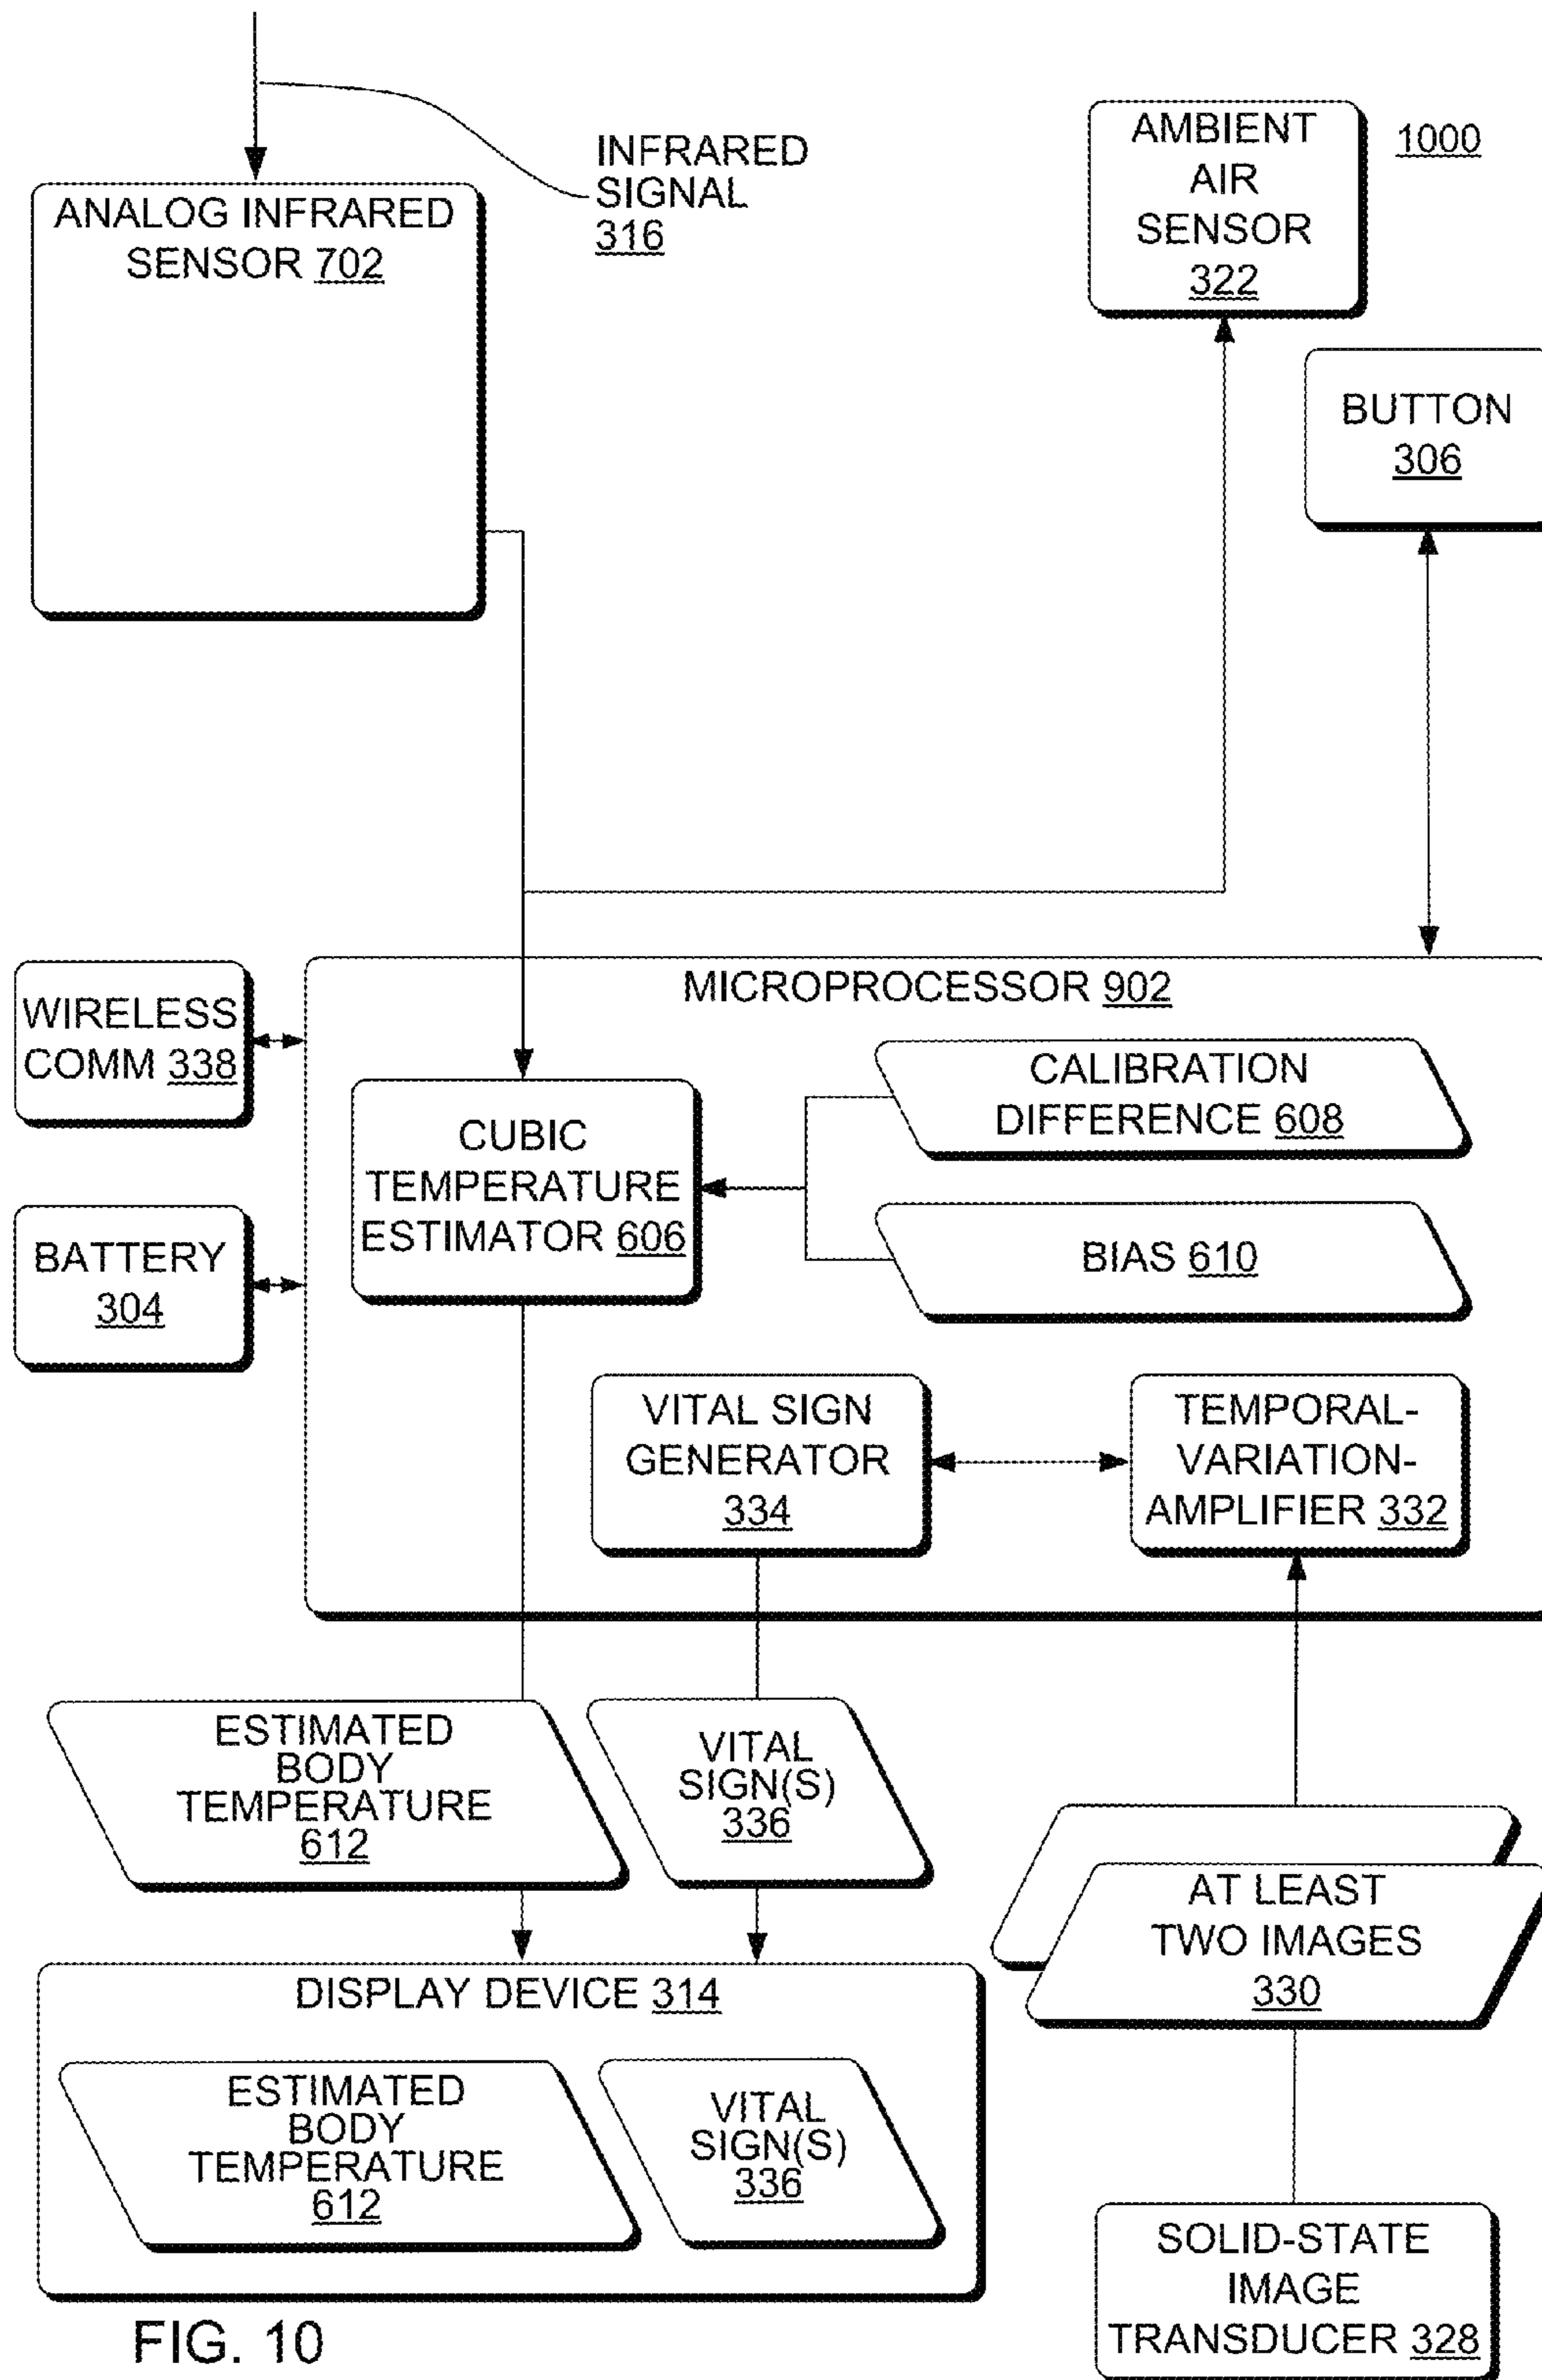 INFRARED
SIGNAL
316
ANALOG INFRARED
SENSOR 702
AMBIENT
AIR
SENSOR
322
1000
BUTTON
306
MICROPROCESSOR 902
WIRELESS
COMM 338
BATTERY
304
CUBIC
TEMPERATURE
ESTIMATOR 606
CALIBRATION
DIFFERENCE 608
BIAS 610
VITAL SIGN
GENERATOR
334
TEMPORAL-
VARIATION-
AMPLIFIER 332
ESTIMATED
BODY
TEMPERATURE
612
VITAL
SIGN(S)
336
AT LEAST
TWO IMAGES
330
DISPLAY DEVICE 314
ESTIMATED
BODY
TEMPERATURE
612
VITAL
SIGN(S)
336
SOLID-STATE
IMAGE
TRANSDUCER 328
FIG. 10